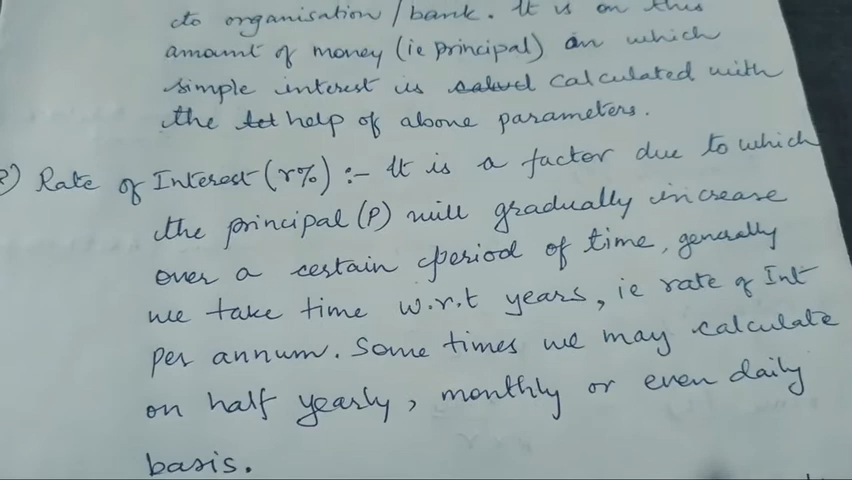 to organisation/bank. It is on this
amount of money (ie principal) on which
simple interest is calculated with
the help of above parameters.
2) Rate of Interest (r%) :- It is a factor due to which
the principal (P) will gradually increase
over a certain period of time, generally
we take time w.r.t years, ie rate of Int
per annum. Some times we may calculate
on half yearly, monthly or even daily
basis.